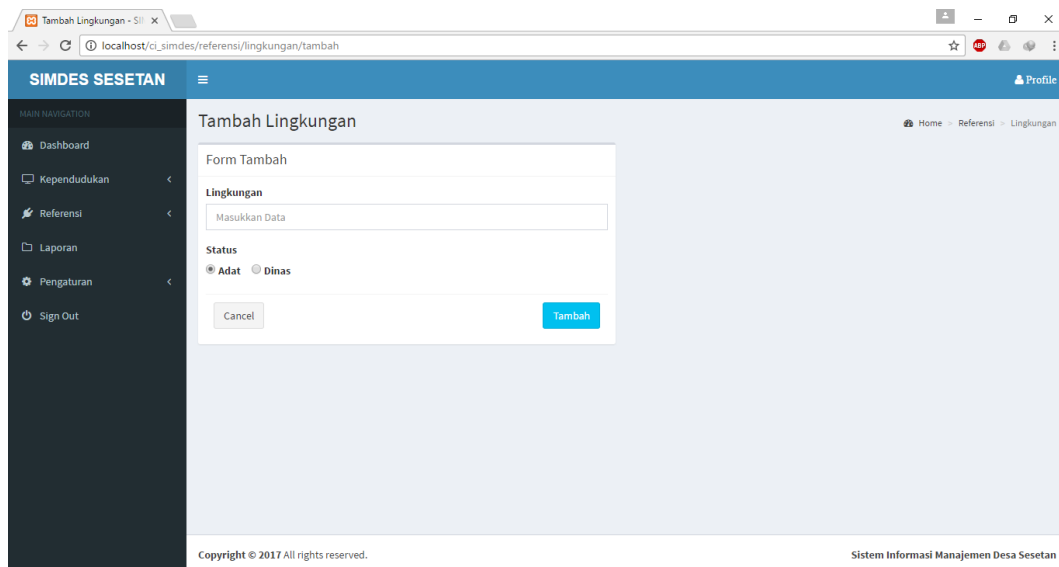 Tambah Lingkungan - SI
localhost/ci_simdes/referensi/lingkungan/tambah
ABP
SIMDES SESETAN
Profile
MAIN NAVIGATION
Tambah Lingkungan
Home > Referensi > Lingkungan
Dashboard
Form Tambah
Kependudukan
Lingkungan
Referensi
Masukkan Data
Laporan
Status
Adat Dinas
Pengaturan
Sign Out
Cancel Tambah
Copyright © 2017 All rights reserved. Sistem Informasi Manajemen Desa Sesetan